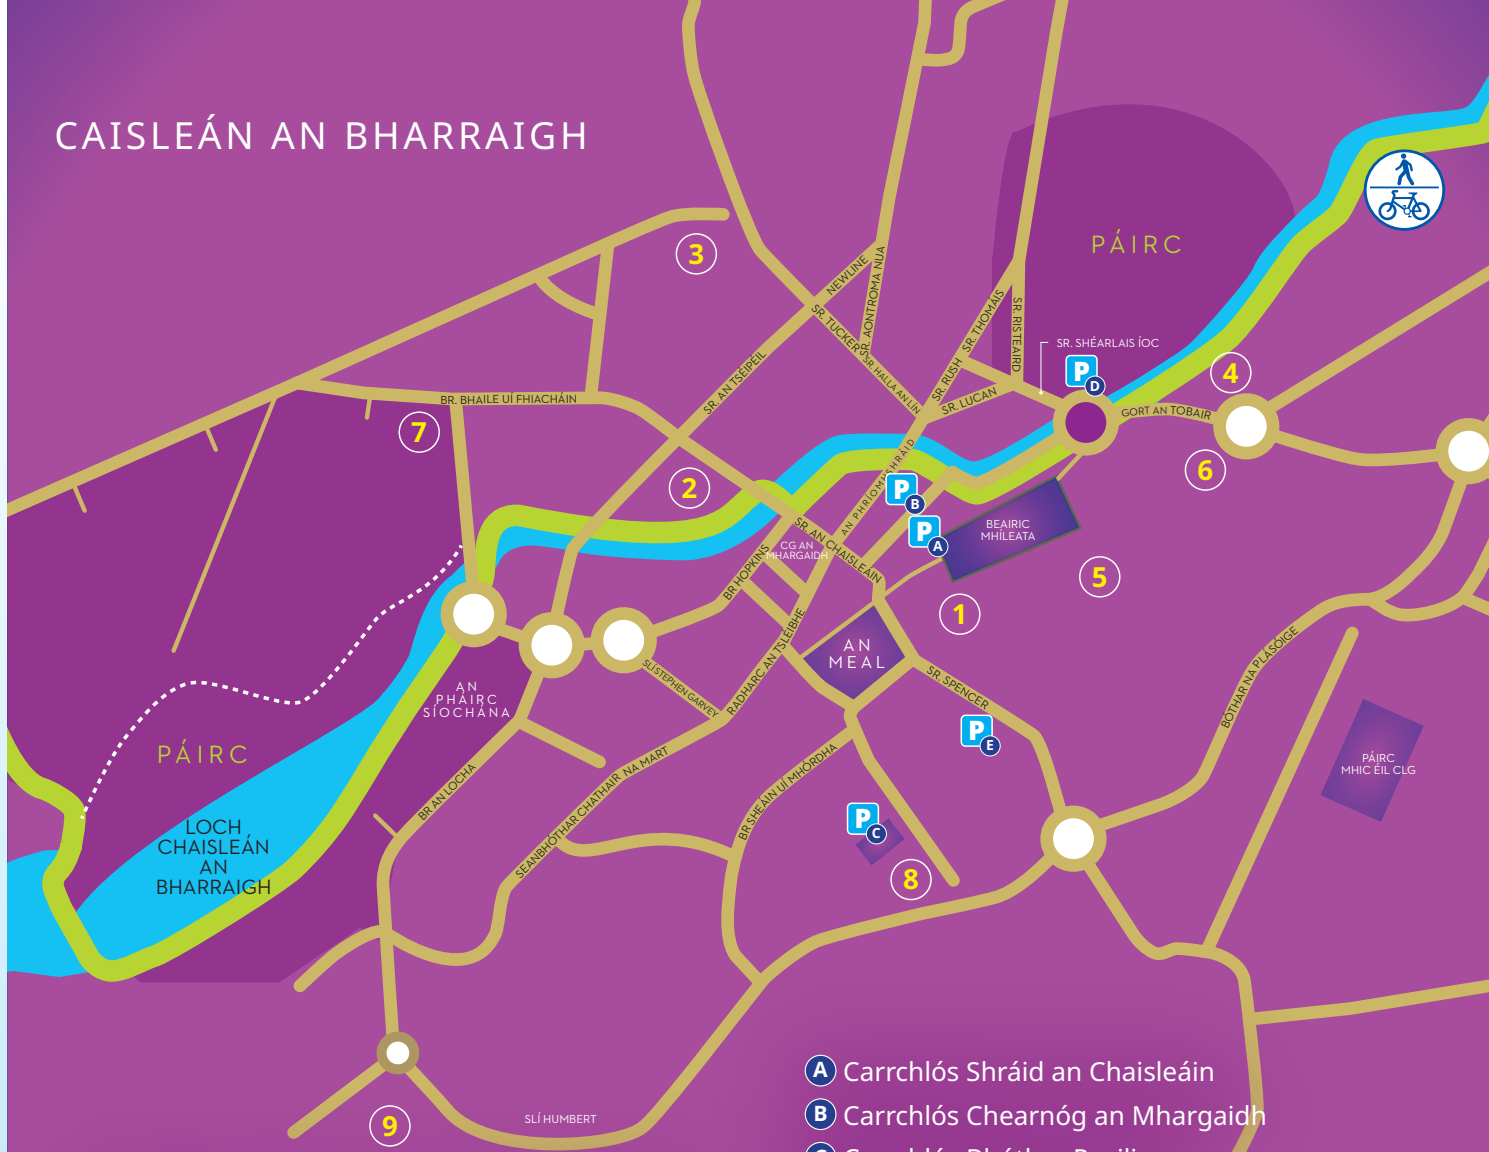 CAISLEÁN AN BHARRAIGH
PÁIRC
3
NEWLINE
SR. AONTROMA NUA
SR. TUCKER
SR. HALLA AN LÍN
SR. THOMÁIS
SR. RISTEAIRD
SR. RUSH
SR. LUCAN
SR. SHÉARLAIS ÍOC
P
D
4
GORT AN TOBAIR
6
SR. AN TSÉIPÉIL
BR. BHAILE UÍ FHIACHÁIN
7
2
AN PHRÍOMHSHRÁID
P
B
P
A
BEAIRIC
MHÍLEATA
5
1
SR. AN CHAISLEÁIN
CG AN
MHARGAIDH
BR HOPKINS
AN
MEAL
RADHARC AN TSLÉIBHE
SLÍ STEPHEN GARVEY
SR. SPENCER
P
E
BÓTHAR NA PLÁSÓIGE
PÁIRC
MHIC ÉIL CLG
AN
PHÁIRC
SÍOCHÁNA
PÁIRC
LOCH
CHAISLEÁN
AN
BHARRAIGH
BR AN LOCHA
SEANBHÓTHAR CHATHAIR NA MART
BR SHEÁIN UÍ MHÓRDHA
P
C
8
9
SLÍ HUMBERT
A Carrchlós Shráid an Chaisleáin
B Carrchlós Chearnóg an Mhargaidh